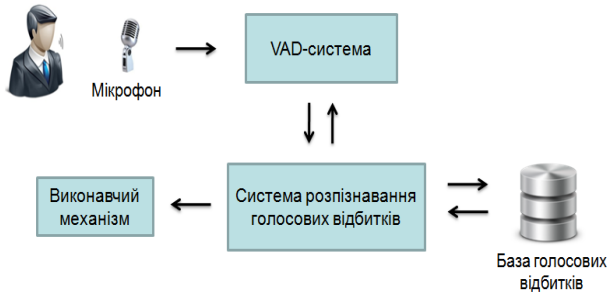 VAD-система
Мікрофон
Виконавчий
механізм
Система розпізнавання
голосових відбитків
База голосових
відбитків